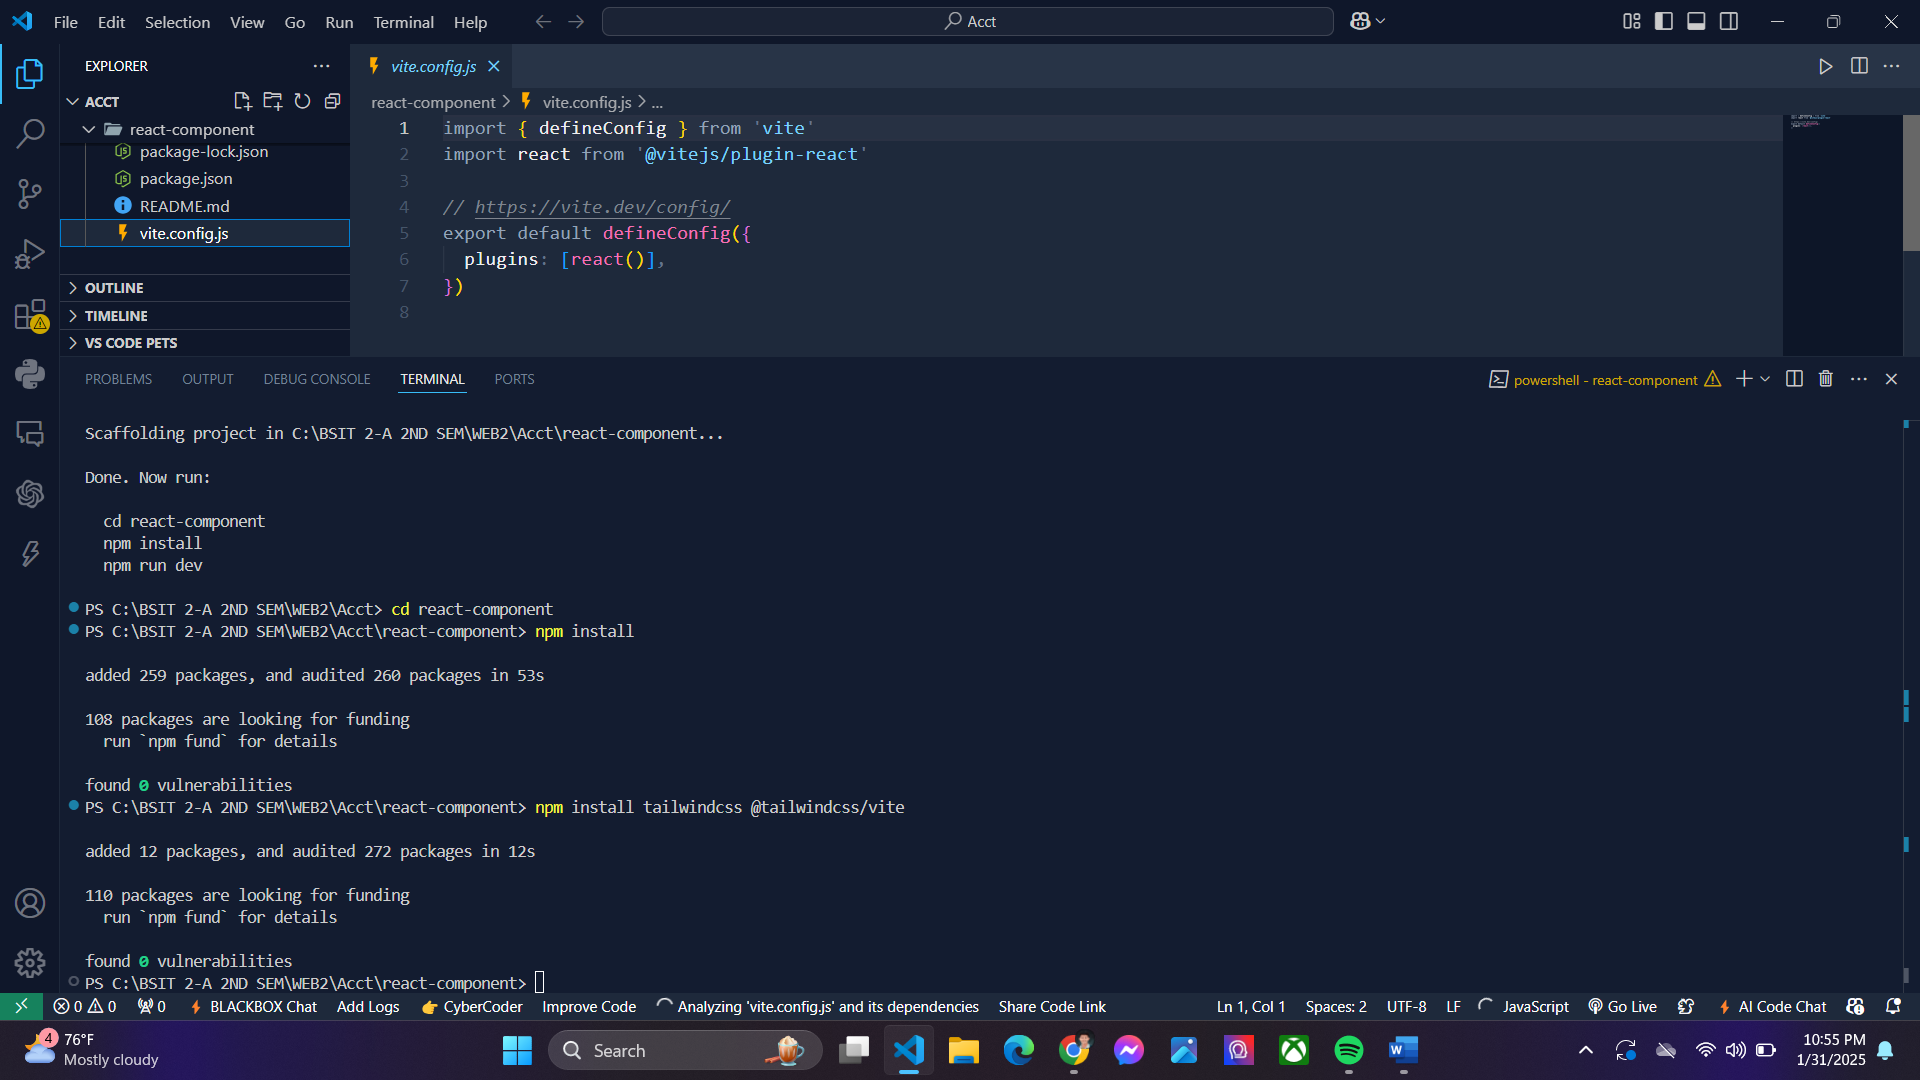 File Edit Selection View Go Run Terminal Help
Acct
EXPLORER
ACCT
react-component
package-lock.json
package.json
README.md
vite.config.js
OUTLINE
TIMELINE
VS CODE PETS
vite.config.js
react-component > vite.config.js > ...
1 import { defineConfig } from 'vite'
2 import react from '@vitejs/plugin-react'
3
4 // https://vite.dev/config/
5 export default defineConfig({
6 plugins: [react()],
7 })
8
PROBLEMS OUTPUT DEBUG CONSOLE TERMINAL PORTS
powershell - react-component
Scaffolding project in C:\BSIT 2-A 2ND SEM\WEB2\Acct\react-component...
Done. Now run:
cd react-component
npm install
npm run dev
PS C:\BSIT 2-A 2ND SEM\WEB2\Acct> cd react-component
PS C:\BSIT 2-A 2ND SEM\WEB2\Acct\react-component> npm install
added 259 packages, and audited 260 packages in 53s
108 packages are looking for funding
run `npm fund` for details
found 0 vulnerabilities
PS C:\BSIT 2-A 2ND SEM\WEB2\Acct\react-component> npm install tailwindcss @tailwindcss/vite
added 12 packages, and audited 272 packages in 12s
110 packages are looking for funding
run `npm fund` for details
found 0 vulnerabilities
PS C:\BSIT 2-A 2ND SEM\WEB2\Acct\react-component>
0 0 0 BLACKBOX Chat Add Logs CyberCoder Improve Code Analyzing 'vite.config.js' and its dependencies Share Code Link Ln 1, Col 1 Spaces: 2 UTF-8 LF JavaScript Go Live AI Code Chat
4
76°F
Mostly cloudy
Search
10:55 PM
1/31/2025